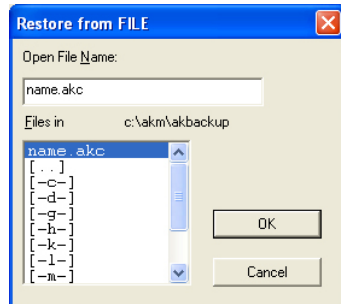 Restore from FILE
Open File Name:
name.akc
Files in c:\akm\akbackup
name.akc
[..]
[-c-]
[-d-]
[-g-]
[-h-]
[-k-]
[-l-]
[-m-]
OK
Cancel